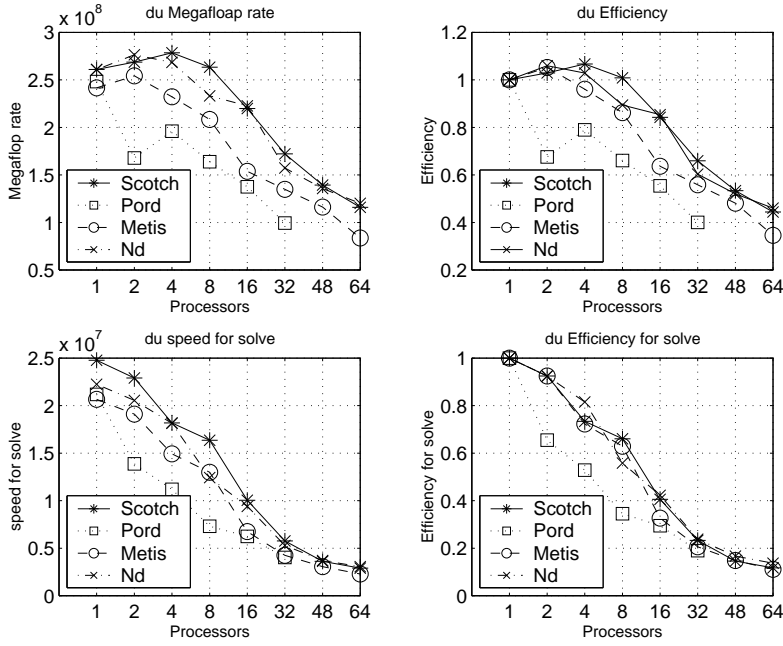 du Megafloap rate
x 10^8
3
2.5
2
1.5
1
0.5
Megaflop rate
Scotch
Pord
Metis
Nd
1 2 4 8 16 32 48 64
Processors
du Efficiency
1.2
1
0.8
0.6
0.4
0.2
Efficiency
Scotch
Pord
Metis
Nd
1 2 4 8 16 32 48 64
Processors
du speed for solve
x 10^7
2.5
2
1.5
1
0.5
0
speed for solve
Scotch
Pord
Metis
Nd
1 2 4 8 16 32 48 64
Processors
du Efficiency for solve
1
0.8
0.6
0.4
0.2
0
Efficiency for solve
Scotch
Pord
Metis
Nd
1 2 4 8 16 32 48 64
Processors